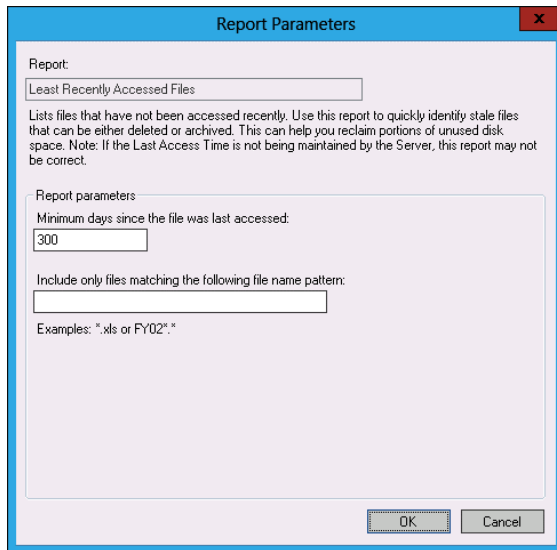 Report Parameters
x
Report:
Least Recently Accessed Files
Lists files that have not been accessed recently. Use this report to quickly identify stale files
that can be either deleted or archived. This can help you reclaim portions of unused disk
space. Note: If the Last Access Time is not being maintained by the Server, this report may not
be correct.
Report parameters
Minimum days since the file was last accessed:
300
Include only files matching the following file name pattern:
Examples: *.xls or FY02*.*
OK Cancel